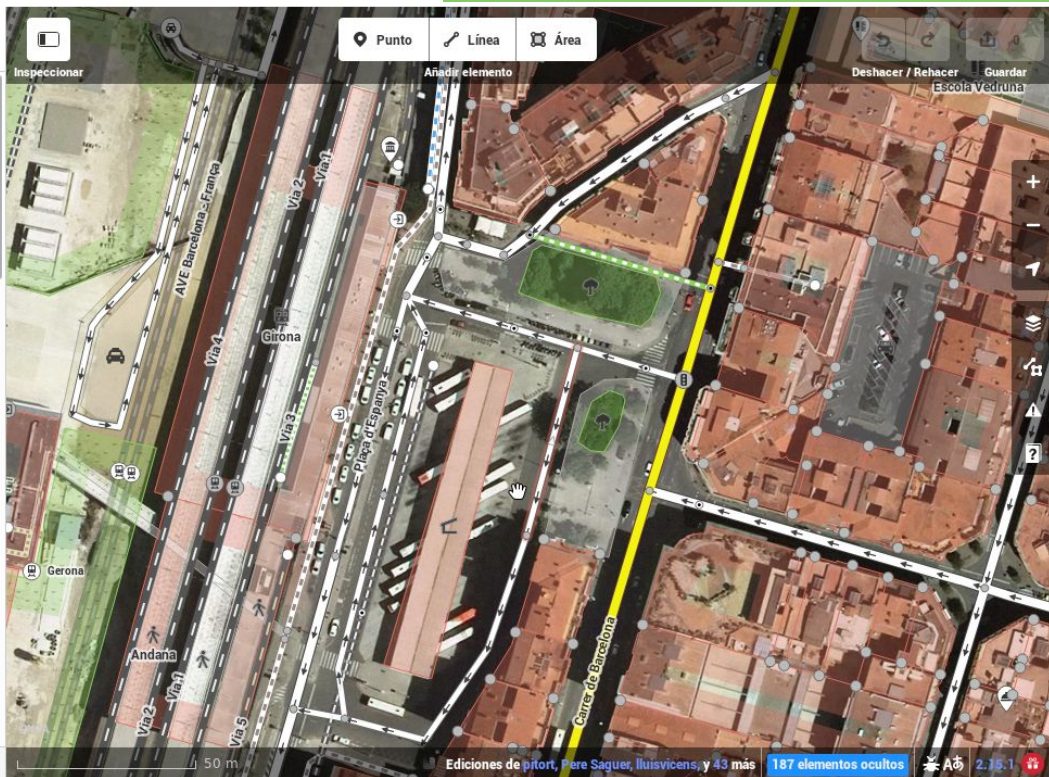 Punto
Línea
Área
Inspeccionar
Añadir elemento
Deshacer / Rehacer
Guardar
0
Escola Vedruna
Via 1
Via 2
AVE Barcelona - França
Via 4
Girona
Via 3
Plaça d'Espanya
Gerona
Andana
Via 1
Via 2
Via 5
Carrer de Barcelona
50 m
Ediciones de pitort, Pere Saguer, lluisvicens, y 43 más
187 elementos ocultos
2.15.1